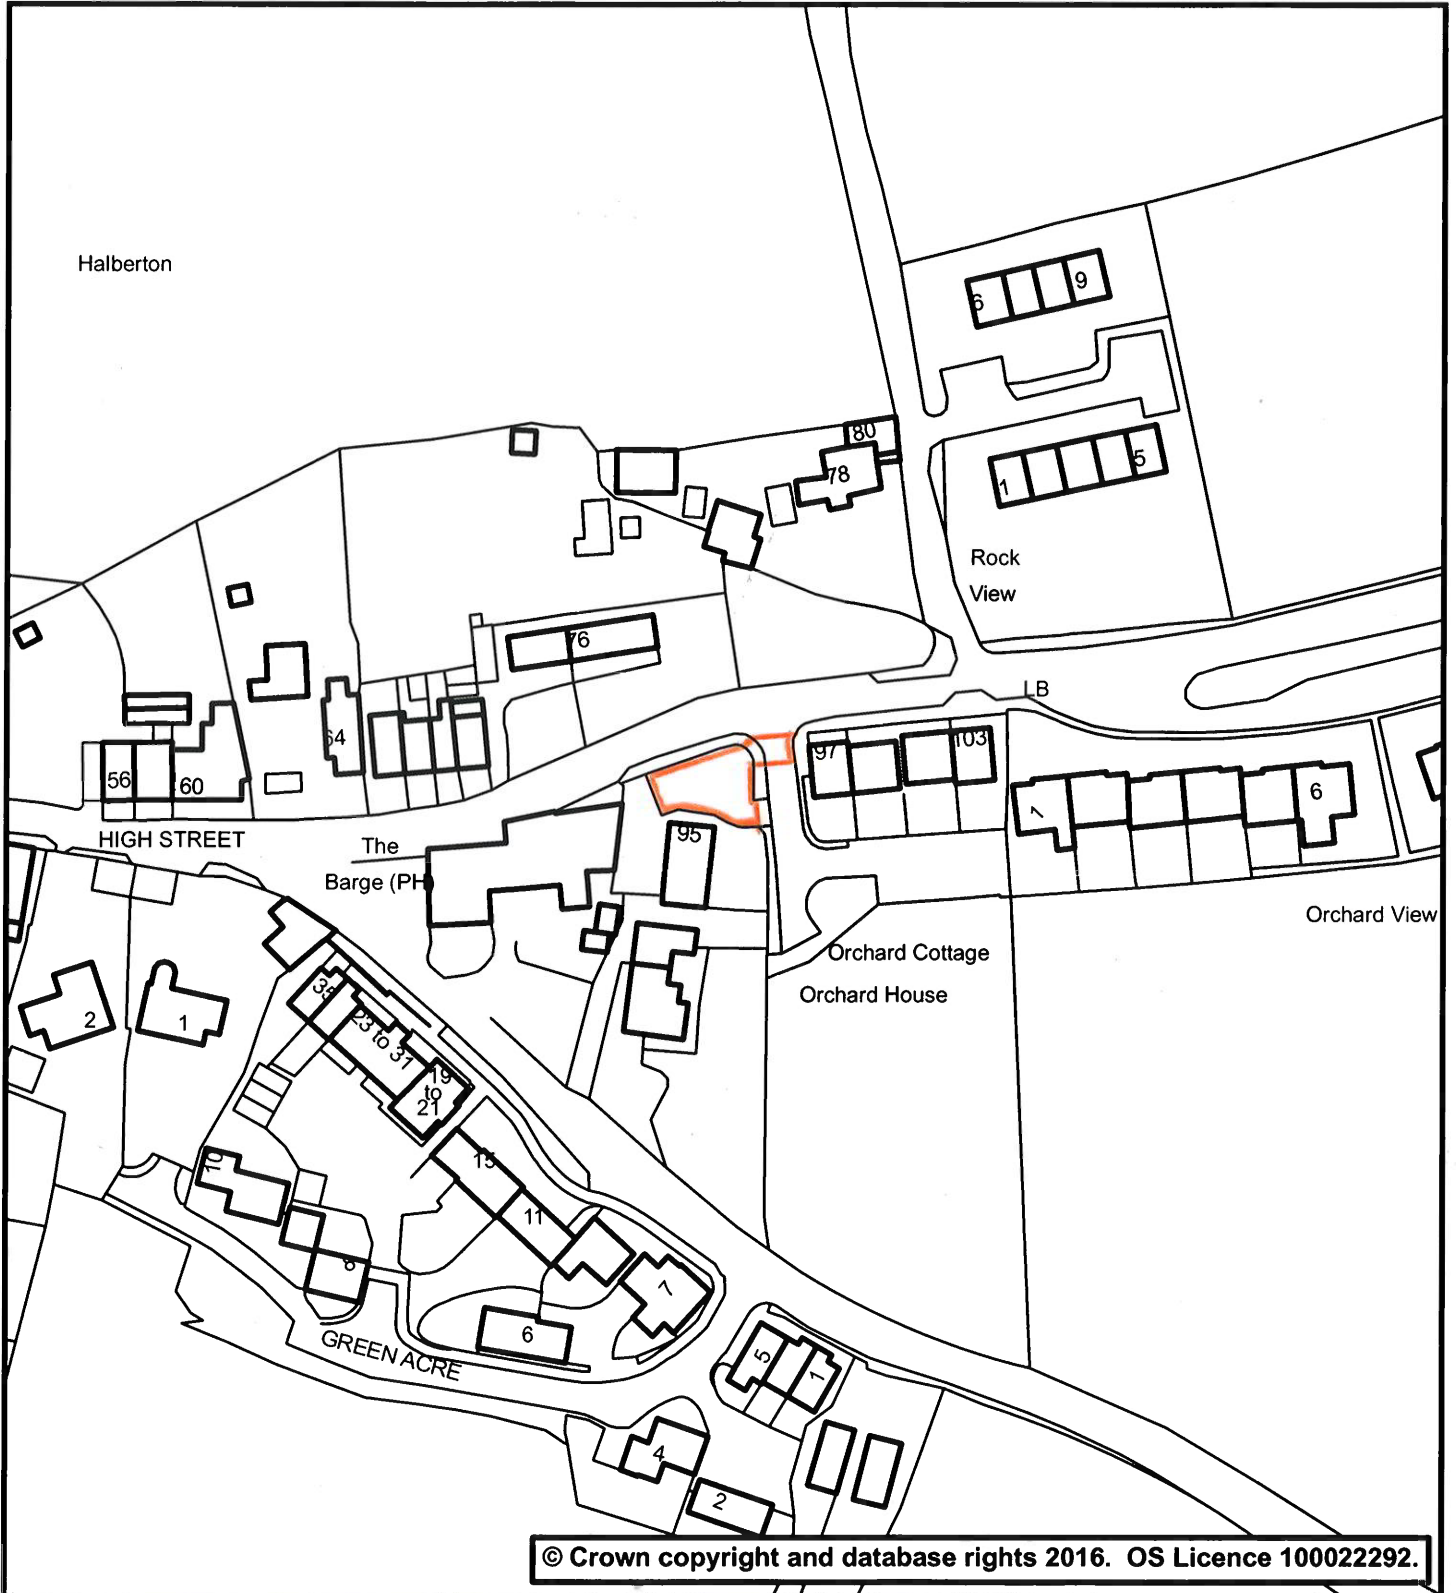 Halberton
6
9
80
78
1
5
Rock
View
76
LB
64
97
103
56
60
1
6
HIGH STREET
The
Barge (PH)
95
Orchard View
Orchard Cottage
Orchard House
2
1
35
23 to 31
19
to
21
15
10
11
8
7
6
GREEN ACRE
5
1
4
2
© Crown copyright and database rights 2016. OS Licence 100022292.